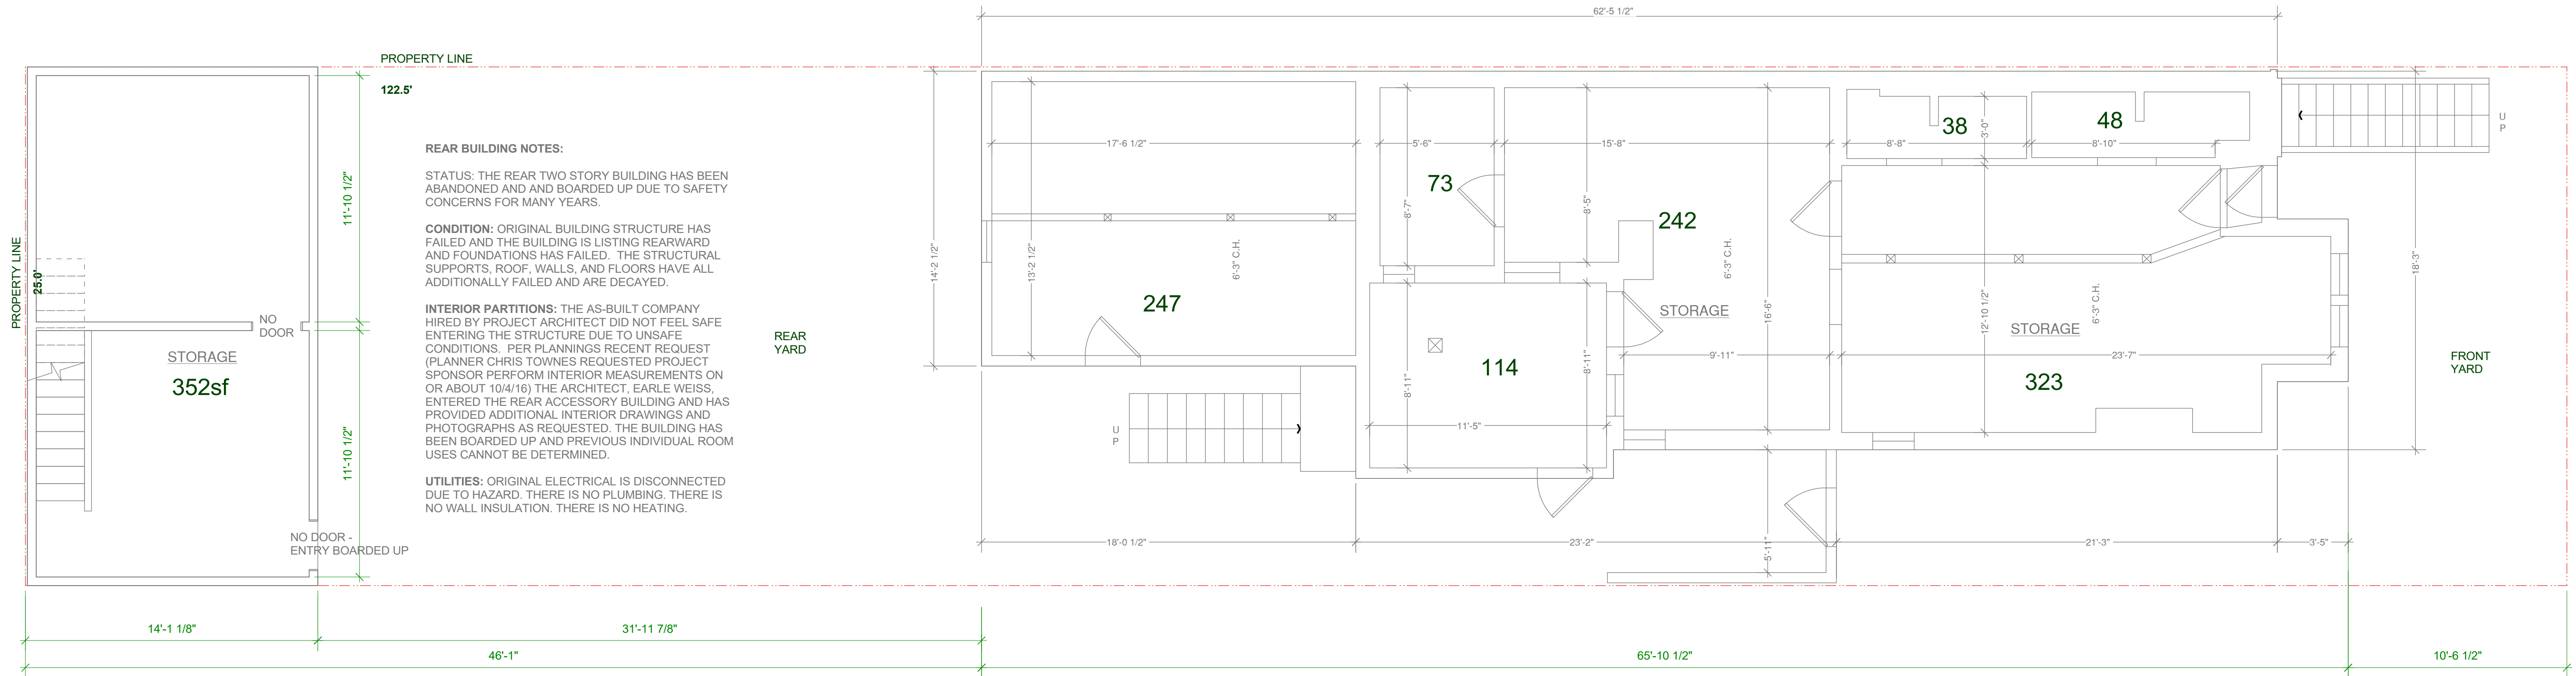 62'-5 1/2"
PROPERTY LINE
122.5'
REAR BUILDING NOTES:
STATUS: THE REAR TWO STORY BUILDING HAS BEEN
ABANDONED AND AND BOARDED UP DUE TO SAFETY
CONCERNS FOR MANY YEARS.
CONDITION: ORIGINAL BUILDING STRUCTURE HAS
FAILED AND THE BUILDING IS LISTING REARWARD
AND FOUNDATIONS HAS FAILED. THE STRUCTURAL
SUPPORTS, ROOF, WALLS, AND FLOORS HAVE ALL
ADDITIONALLY FAILED AND ARE DECAYED.
INTERIOR PARTITIONS: THE AS-BUILT COMPANY
HIRED BY PROJECT ARCHITECT DID NOT FEEL SAFE
ENTERING THE STRUCTURE DUE TO UNSAFE
CONDITIONS. PER PLANNINGS RECENT REQUEST
(PLANNER CHRIS TOWNES REQUESTED PROJECT
SPONSOR PERFORM INTERIOR MEASUREMENTS ON
OR ABOUT 10/4/16) THE ARCHITECT, EARLE WEISS,
ENTERED THE REAR ACCESSORY BUILDING AND HAS
PROVIDED ADDITIONAL INTERIOR DRAWINGS AND
PHOTOGRAPHS AS REQUESTED. THE BUILDING HAS
BEEN BOARDED UP AND PREVIOUS INDIVIDUAL ROOM
USES CANNOT BE DETERMINED.
UTILITIES: ORIGINAL ELECTRICAL IS DISCONNECTED
DUE TO HAZARD. THERE IS NO PLUMBING. THERE IS
NO WALL INSULATION. THERE IS NO HEATING.
PROPERTY LINE
25.0'
11'-10 1/2"
11'-10 1/2"
NO
DOOR
STORAGE
352sf
NO DOOR -
ENTRY BOARDED UP
REAR
YARD
14'-2 1/2"
13'-2 1/2"
17'-6 1/2"
6'-3" C.H.
247
UP
5'-6"
8'-7"
73
15'-8"
8'-5"
242
6'-3" C.H.
STORAGE
16'-6"
9'-11"
114
8'-11"
8'-11"
11'-5"
38
8'-8"
3'-0"
48
8'-10"
12'-10 1/2"
6'-3" C.H.
STORAGE
23'-7"
323
UP
18'-3"
FRONT
YARD
18'-0 1/2"
23'-2"
5'-11"
21'-3"
3'-5"
14'-1 1/8"
31'-11 7/8"
46'-1"
65'-10 1/2"
10'-6 1/2"